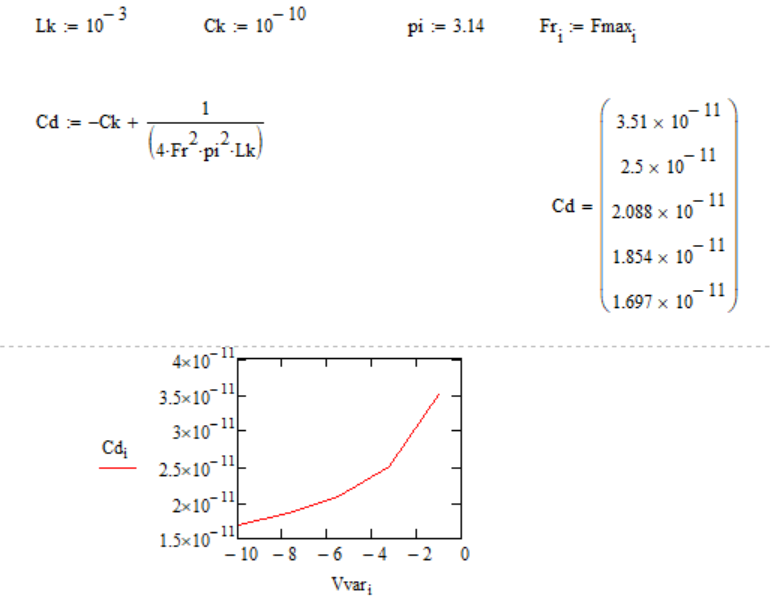 Lk := 10^-3 Ck := 10^-10 pi := 3.14 Fr_i := Fmax_i
Cd := -Ck + 1 / (4·Fr^2·pi^2·Lk)
Cd =
3.51 × 10^-11
2.5 × 10^-11
2.088 × 10^-11
1.854 × 10^-11
1.697 × 10^-11
4×10^-11
3.5×10^-11
3×10^-11
Cd_i
2.5×10^-11
2×10^-11
1.5×10^-11
-10 -8 -6 -4 -2 0
Vvar_i